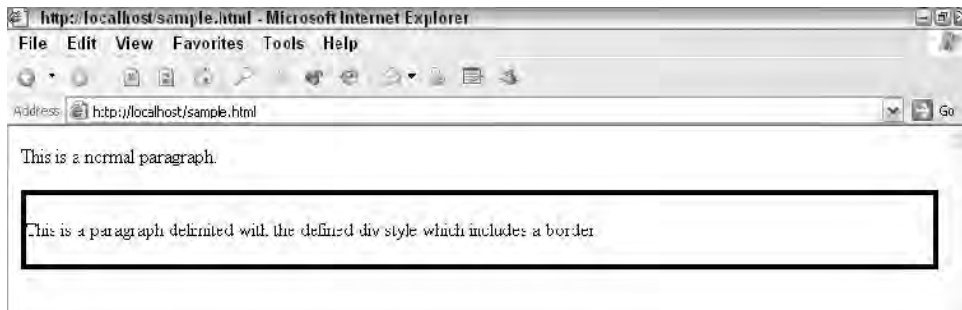 http://localhost/sample.html - Microsoft Internet Explorer
File Edit View Favorites Tools Help
Address http://localhost/sample.html Go
This is a normal paragraph.
This is a paragraph delimited with the defined div style which includes a border